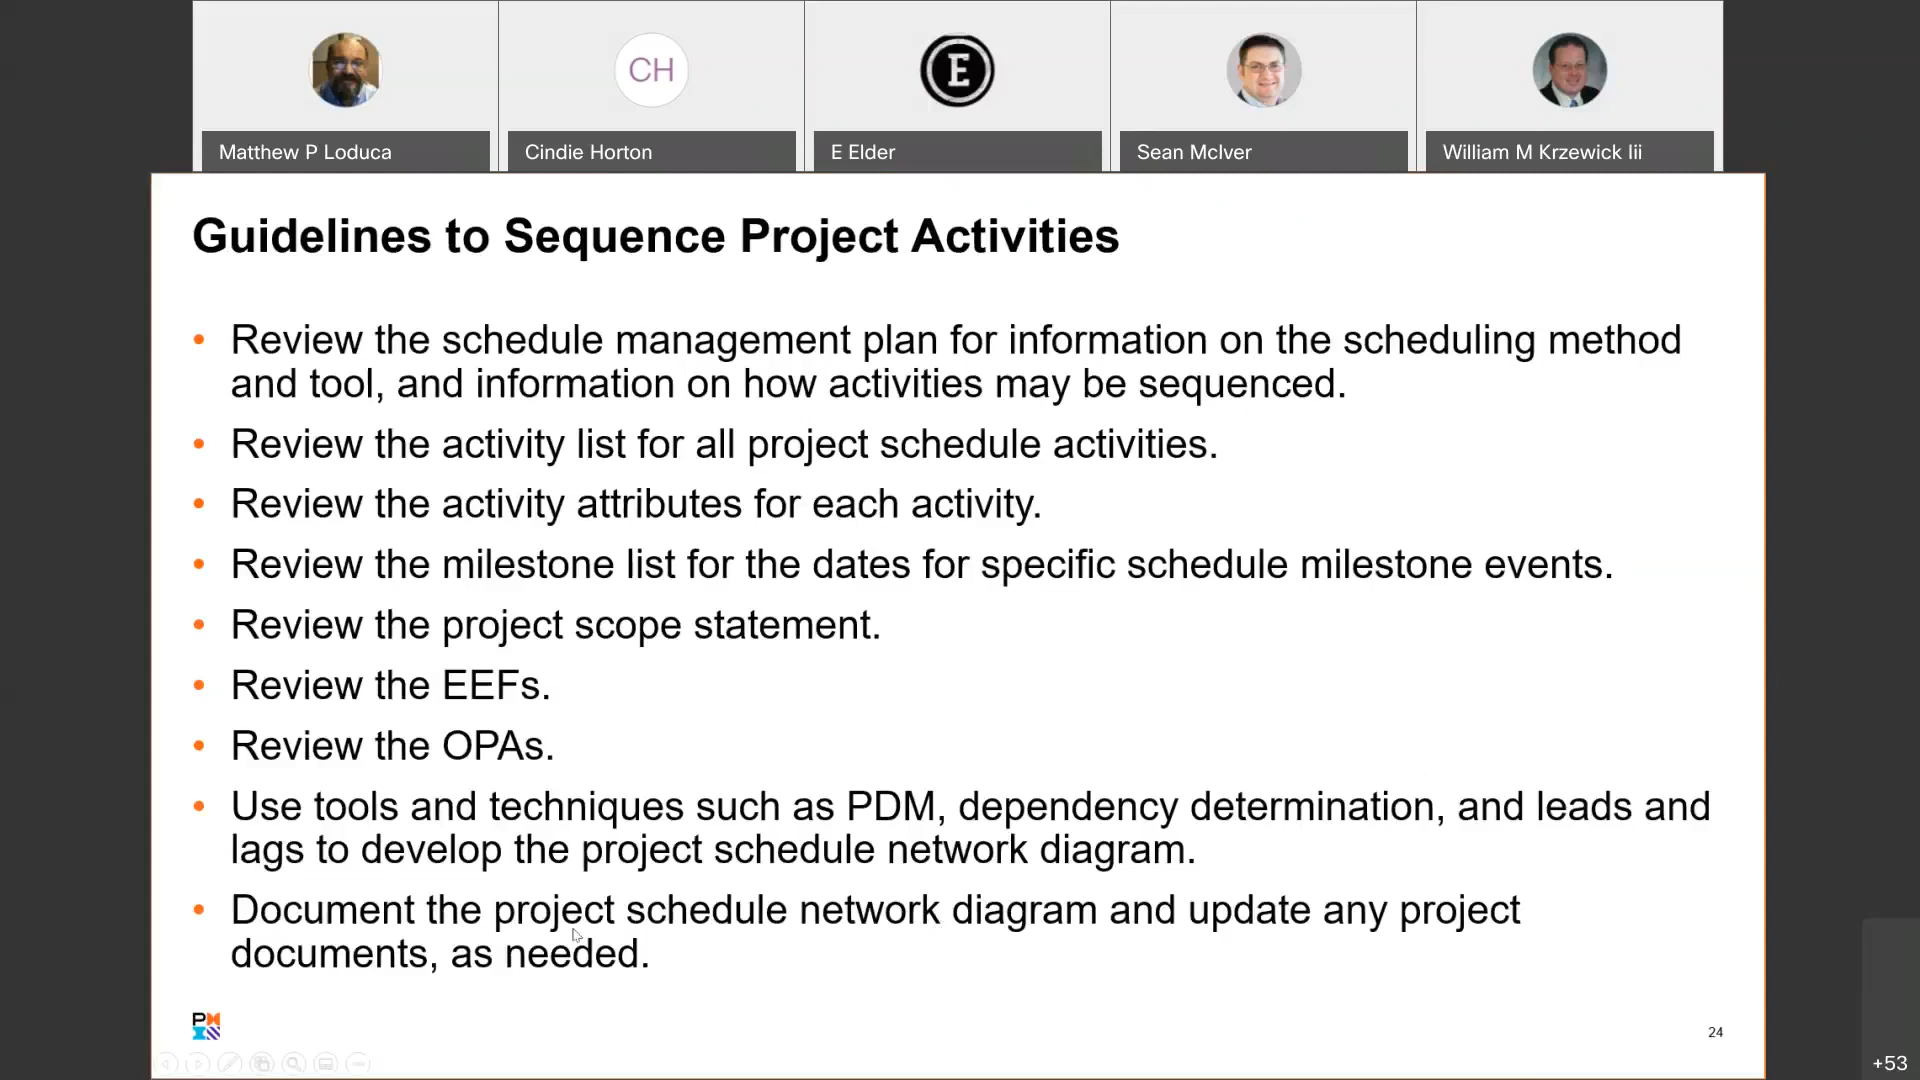 CH
E
Matthew P Loduca
Cindie Horton
E Elder
Sean McIver
William M Krzewick Iii
Guidelines to Sequence Project Activities
• Review the schedule management plan for information on the scheduling method
and tool, and information on how activities may be sequenced.
• Review the activity list for all project schedule activities.
• Review the activity attributes for each activity.
• Review the milestone list for the dates for specific schedule milestone events.
• Review the project scope statement.
• Review the EEFs.
• Review the OPAs.
• Use tools and techniques such as PDM, dependency determination, and leads and
lags to develop the project schedule network diagram.
• Document the project schedule network diagram and update any project
documents, as needed.
24
+53